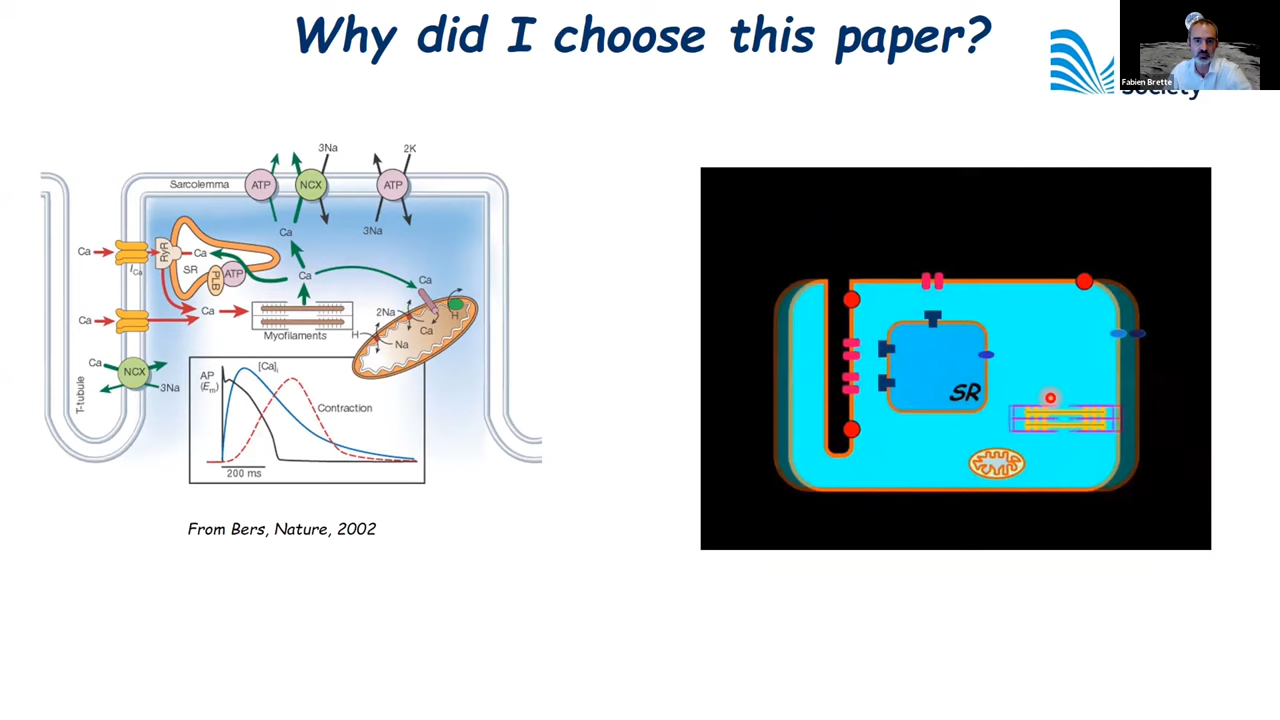 Why did I choose this paper?
Fabien Brette
Society
3Na
2K
Sarcolemma
ATP
NCX
ATP
Ca
3Na
Ca
ICa
RyR
Ca
SR
PLB
ATP
Ca
Ca
Ca
Ca
2Na
H
Ca
Myofilaments
H
Na
Ca
NCX
3Na
T-tubule
AP
(Em)
[Ca]i
Contraction
200 ms
SR
From Bers, Nature, 2002